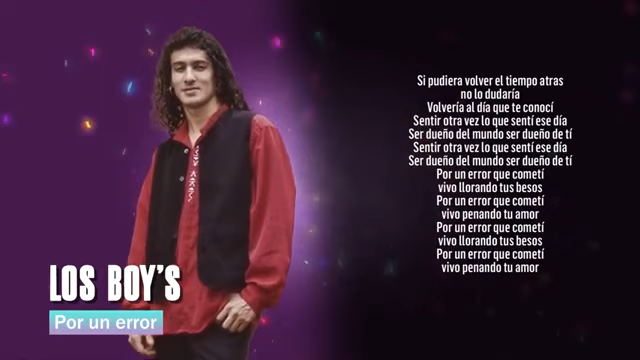 Si pudiera volver el tiempo atras
no lo dudaría
Volvería al día que te conocí
Sentir otra vez lo que sentí ese día
Ser dueño del mundo ser dueño de tí
Sentir otra vez lo que sentí ese día
Ser dueño del mundo ser dueño de tí
Por un error que cometí
vivo llorando tus besos
Por un error que cometí
vivo penando tu amor
Por un error que cometí
vivo llorando tus besos
Por un error que cometí
vivo penando tu amor
LOS BOY'S
Por un error